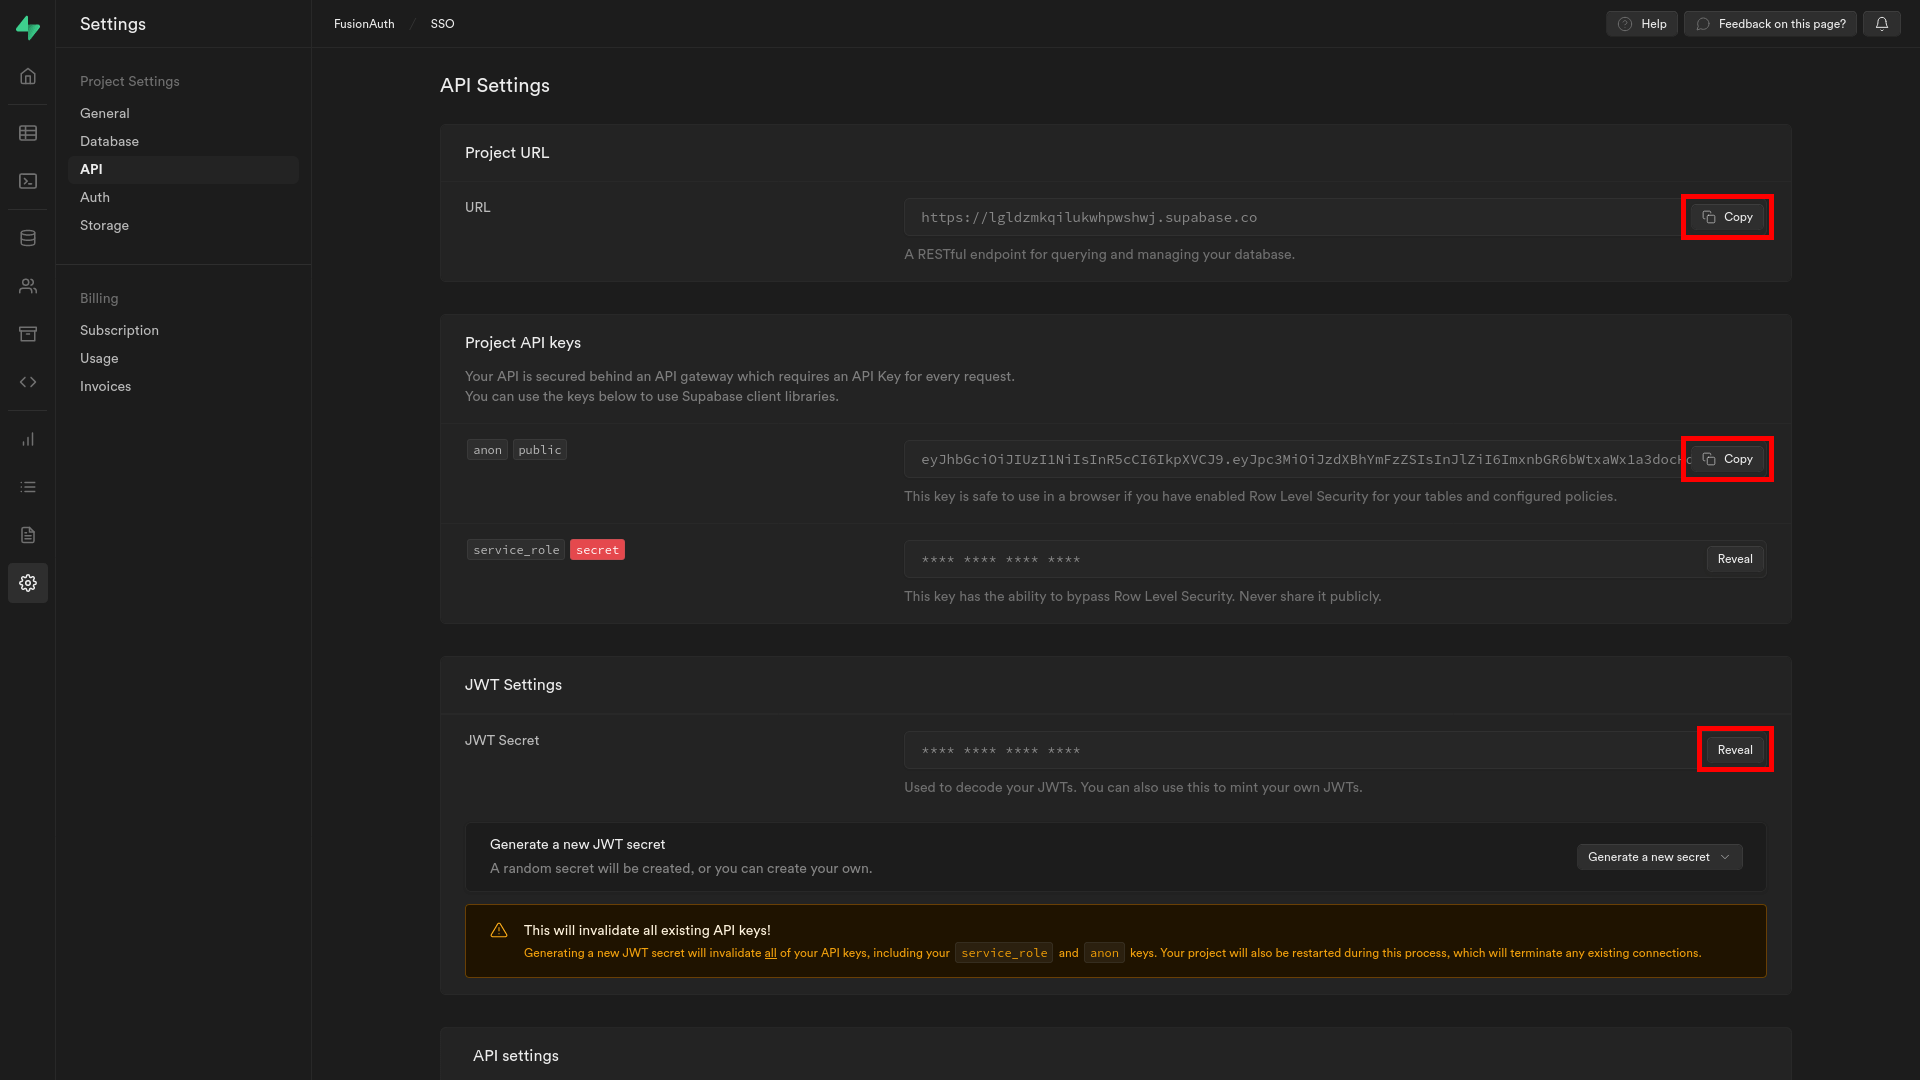 Settings
FusionAuth / SSO
Help
Feedback on this page?
Project Settings
General
Database
API
Auth
Storage
Billing
Subscription
Usage
Invoices
API Settings
Project URL
URL
https://lgldzmkqilukwhpwshwj.supabase.co
Copy
A RESTful endpoint for querying and managing your database.
Project API keys
Your API is secured behind an API gateway which requires an API Key for every request.
You can use the keys below to use Supabase client libraries.
anon public
eyJhbGciOiJIUzI1NiIsInR5cCI6IkpXVCJ9.eyJpc3MiOiJzdXBhYmFzZSIsInJlZiI6ImxnbGR6bWtxaWx1a3docH
Copy
This key is safe to use in a browser if you have enabled Row Level Security for your tables and configured policies.
service_role secret
**** **** **** ****
Reveal
This key has the ability to bypass Row Level Security. Never share it publicly.
JWT Settings
JWT Secret
**** **** **** ****
Reveal
Used to decode your JWTs. You can also use this to mint your own JWTs.
Generate a new JWT secret
A random secret will be created, or you can create your own.
Generate a new secret
This will invalidate all existing API keys!
Generating a new JWT secret will invalidate all of your API keys, including your service_role and anon keys. Your project will also be restarted during this process, which will terminate any existing connections.
API settings